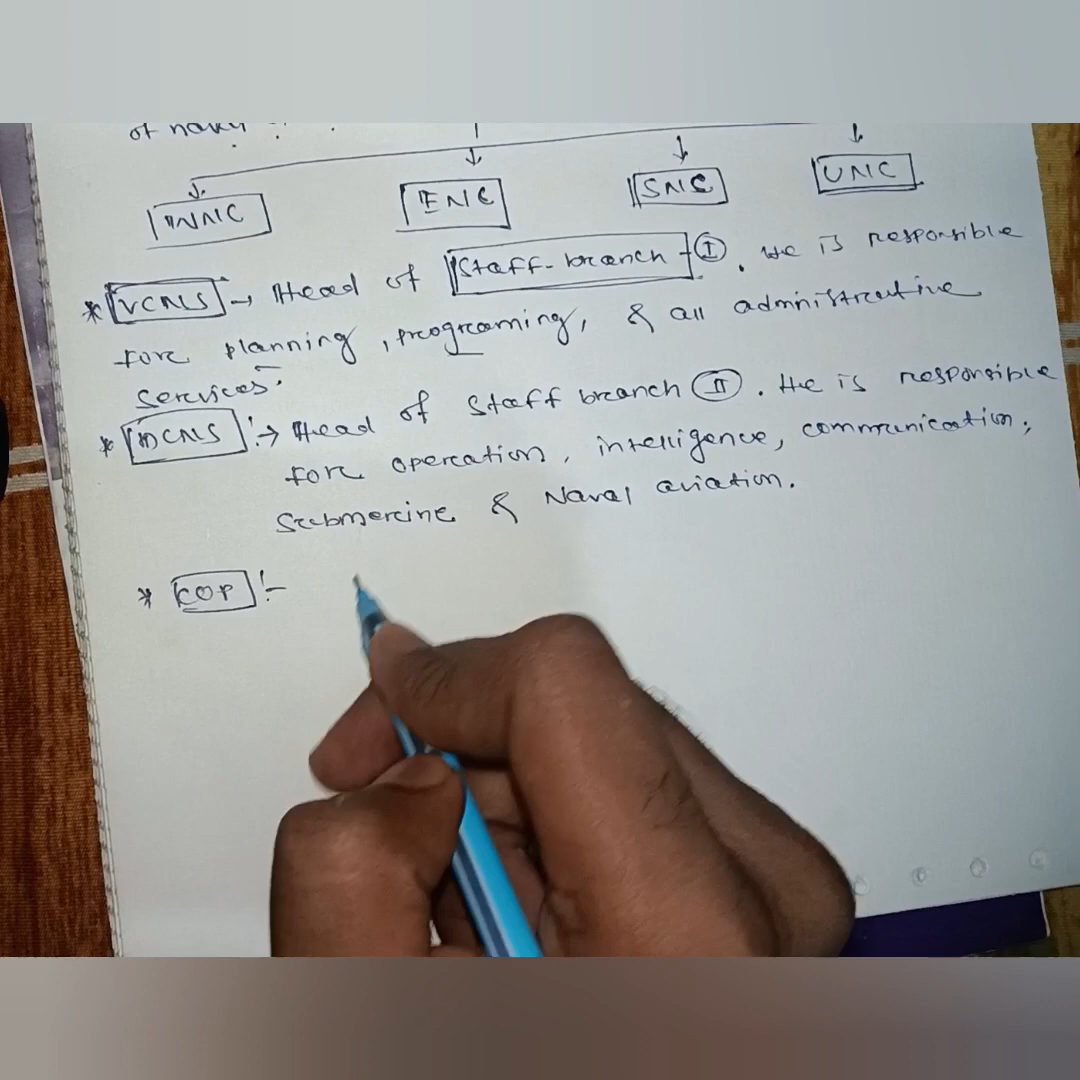 of navy
WNC ENC SNC UNC
* VCNS → Head of Staff-branch - I. He is responsible
for planning, programing, & all administrative
services.
* DCNS :→ Head of Staff branch II. He is responsible
for operation, intelligence, communication,
Submarine & Naval aviation.
* COP :-